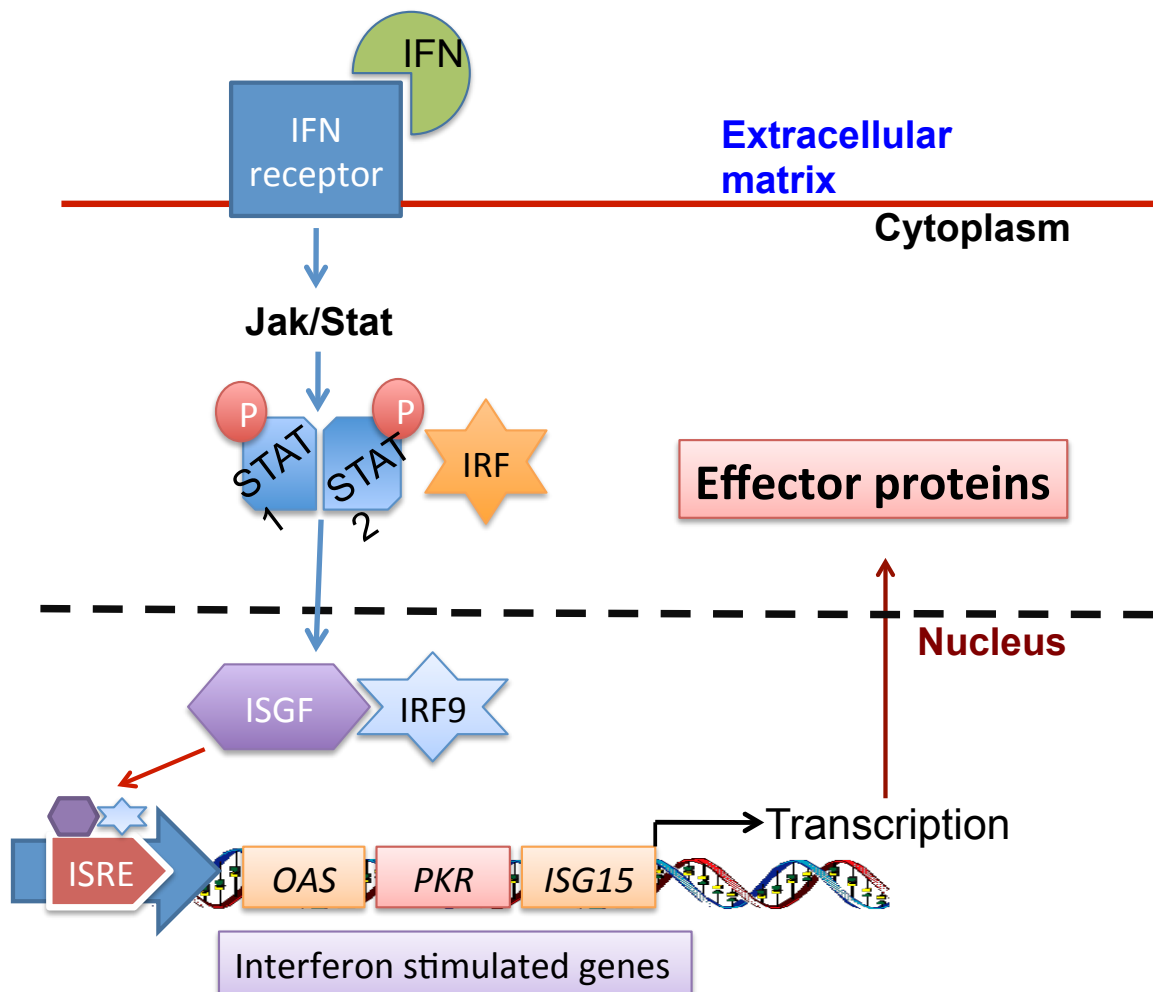 IFN
IFN
receptor
Extracellular
matrix
Cytoplasm
Jak/Stat
P
P
STAT
1
STAT
2
IRF
Effector proteins
Nucleus
ISGF
IRF9
Transcription
ISRE
OAS
PKR
ISG15
Interferon stimulated genes